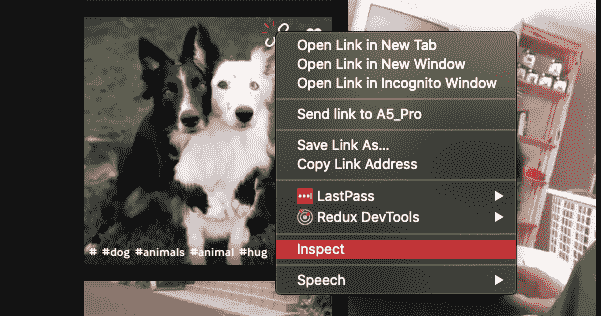 Open Link in New Tab
Open Link in New Window
Open Link in Incognito Window
Send link to A5_Pro
Save Link As...
Copy Link Address
LastPass
Redux DevTools
Inspect
Speech
# #dog #animals #animal #hug